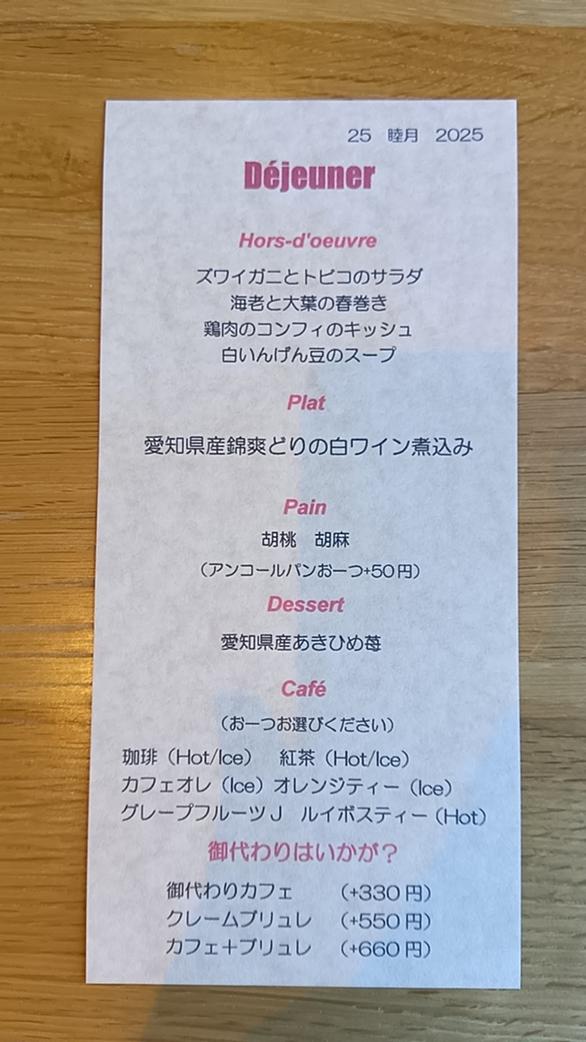 25　睦月　2025
Déjeuner
Hors-d'oeuvre
ズワイガニとトビコのサラダ
海老と大葉の春巻き
鶏肉のコンフィのキッシュ
白いんげん豆のスープ
Plat
愛知県産錦爽どりの白ワイン煮込み
Pain
胡桃　胡麻
（アンコールパンお一つ+50円）
Dessert
愛知県産あきひめ苺
Café
（お一つお選びください）
珈琲（Hot/Ice）　紅茶（Hot/Ice）
カフェオレ（Ice）オレンジティー（Ice）
グレープフルーツJ　ルイボスティー（Hot）
御代わりはいかが？
御代わりカフェ　（+330円）
クレームブリュレ　（+550円）
カフェ＋ブリュレ　（+660円）